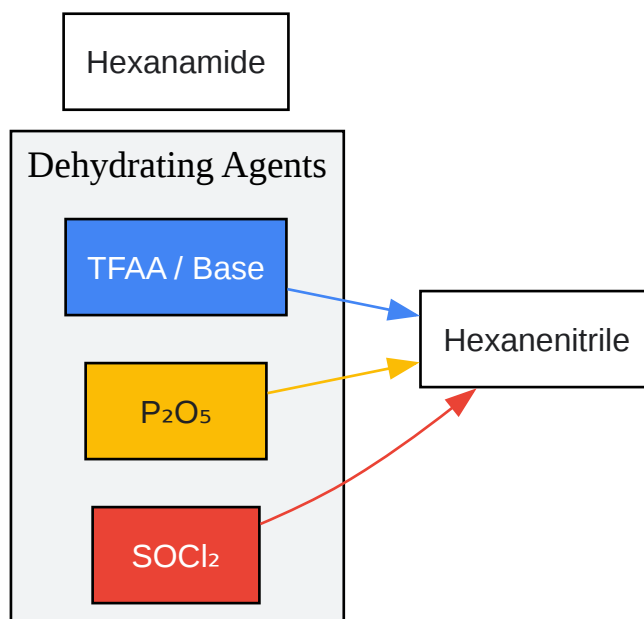 Hexanamide
Dehydrating Agents
TFAA / Base
Hexanenitrile
P₂O₅
SOCl₂